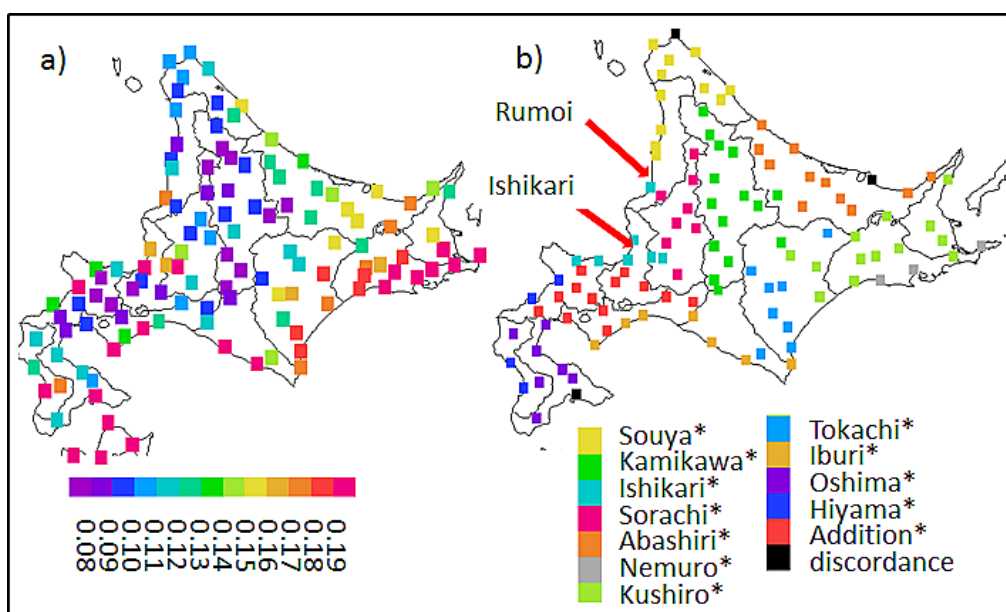 a)
b)
Rumoi
Ishikari
0.08
0.09
0.10
0.11
0.12
0.13
0.14
0.15
0.16
0.17
0.18
0.19
Souya*
Kamikawa*
Ishikari*
Sorachi*
Abashiri*
Nemuro*
Kushiro*
Tokachi*
Iburi*
Oshima*
Hiyama*
Addition*
discordance